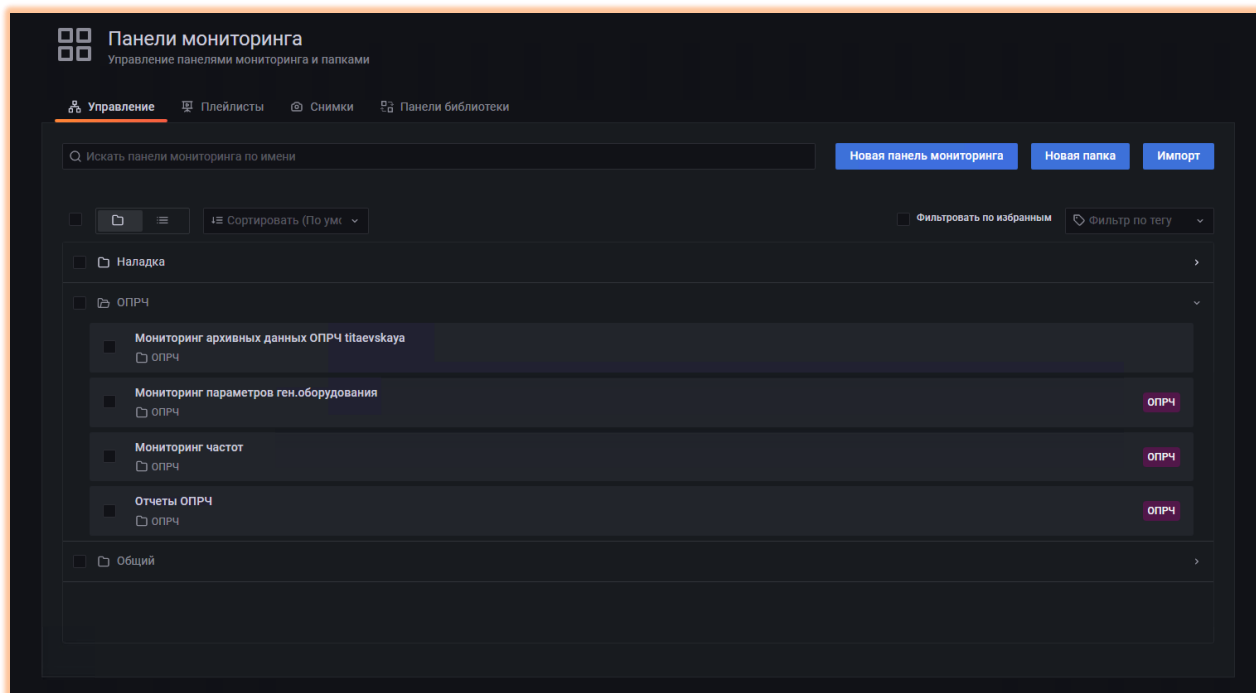 Панели мониторинга
Управление панелями мониторинга и папками
Управление Плейлисты Снимки Панели библиотеки
Искать панели мониторинга по имени Новая панель мониторинга Новая папка Импорт
Сортировать (По умс Фильтровать по избранным Фильтр по тегу
Наладка
ОПРЧ
Мониторинг архивных данных ОПРЧ titaevskaya
ОПРЧ
Мониторинг параметров ген.оборудования
ОПРЧ ОПРЧ
Мониторинг частот
ОПРЧ ОПРЧ
Отчеты ОПРЧ
ОПРЧ ОПРЧ
Общий